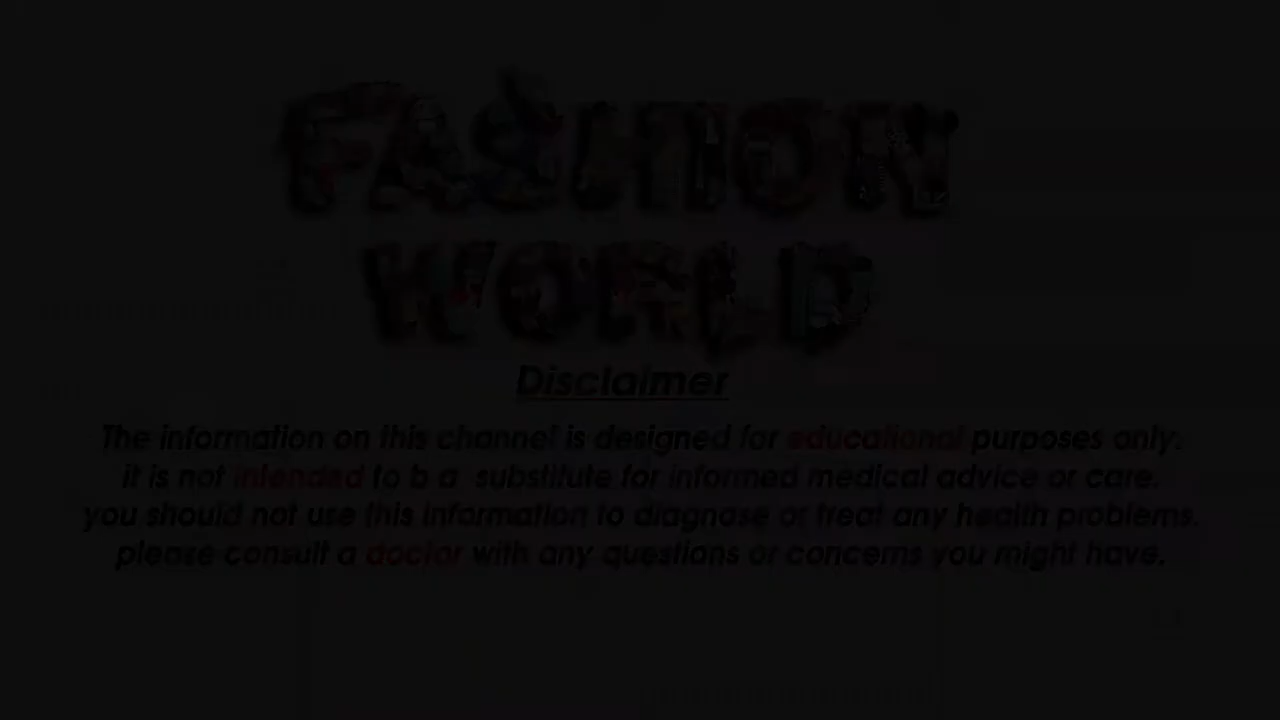 FASHION
WORLD
Disclaimer
The information on this channel is designed for educational purposes only.
it is not intended to b a substitute for informed medical advice or care.
you should not use this information to diagnose or treat any health problems.
please consult a doctor with any questions or concerns you might have.